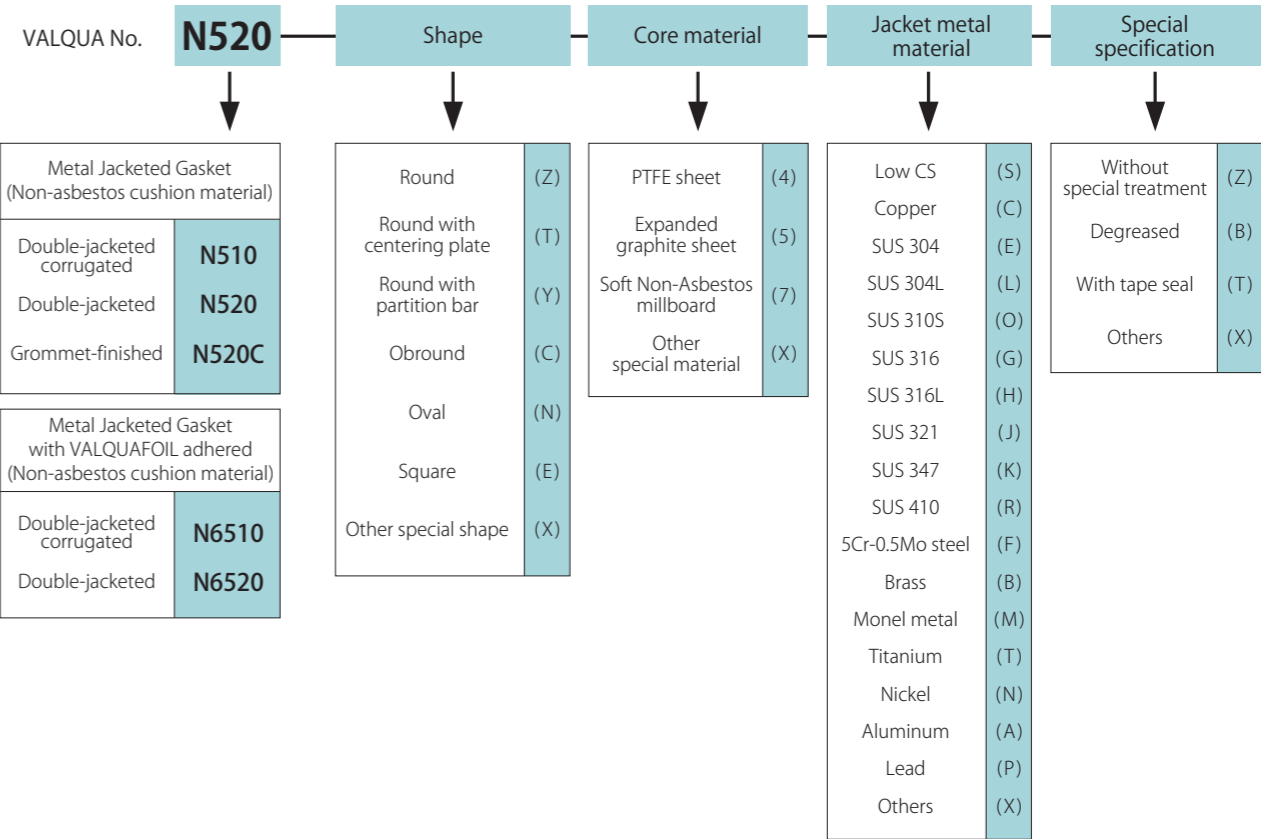 VALQUA No.
N520
Shape
Core material
Jacket metal
material
Special
specification
Metal Jacketed Gasket
(Non-asbestos cushion material)
Double-jacketed
corrugated
N510
Double-jacketed
N520
Grommet-finished
N520C
Metal Jacketed Gasket
with VALQUAFOIL adhered
(Non-asbestos cushion material)
Double-jacketed
corrugated
N6510
Double-jacketed
N6520
Round
(Z)
Round with
centering plate
(T)
Round with
partition bar
(Y)
Obround
(C)
Oval
(N)
Square
(E)
Other special shape
(X)
PTFE sheet
(4)
Expanded
graphite sheet
(5)
Soft Non-Asbestos
millboard
(7)
Other
special material
(X)
Low CS
(S)
Copper
(C)
SUS 304
(E)
SUS 304L
(L)
SUS 310S
(O)
SUS 316
(G)
SUS 316L
(H)
SUS 321
(J)
SUS 347
(K)
SUS 410
(R)
5Cr-0.5Mo steel
(F)
Brass
(B)
Monel metal
(M)
Titanium
(T)
Nickel
(N)
Aluminum
(A)
Lead
(P)
Others
(X)
Without
special treatment
(Z)
Degreased
(B)
With tape seal
(T)
Others
(X)